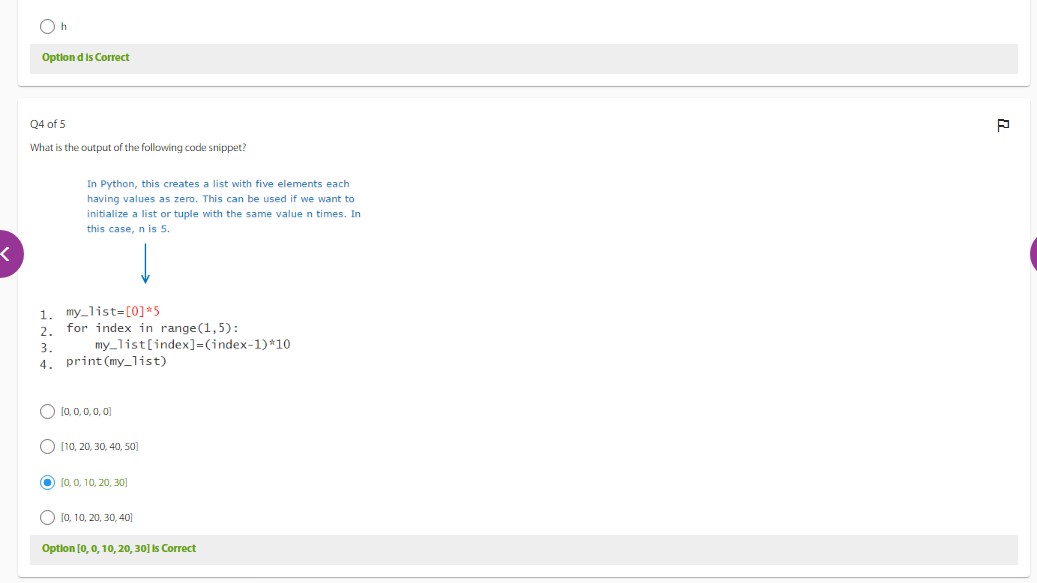 h
Option d is Correct
Q4 of 5
What is the output of the following code snippet?
In Python, this creates a list with five elements each
having values as zero. This can be used if we want to
initialize a list or tuple with the same value n times. In
this case, n is 5.
1. my_list=[0]*5
2. for index in range(1,5):
3.     my_list[index]=(index-1)*10
4. print(my_list)
[0, 0, 0, 0, 0]
[10, 20, 30, 40, 50]
[0, 0, 10, 20, 30]
[0, 10, 20, 30, 40]
Option [0, 0, 10, 20, 30] is Correct